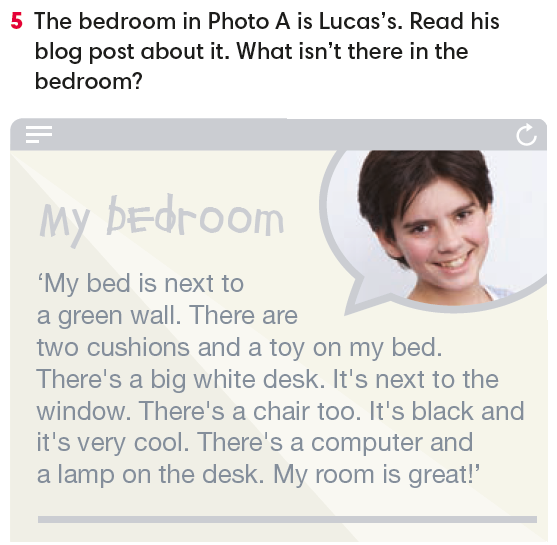 5 The bedroom in Photo A is Lucas’s. Read his
blog post about it. What isn’t there in the
bedroom?
My bedroom
‘My bed is next to
a green wall. There are
two cushions and a toy on my bed.
There's a big white desk. It's next to the
window. There's a chair too. It's black and
it's very cool. There's a computer and
a lamp on the desk. My room is great!’